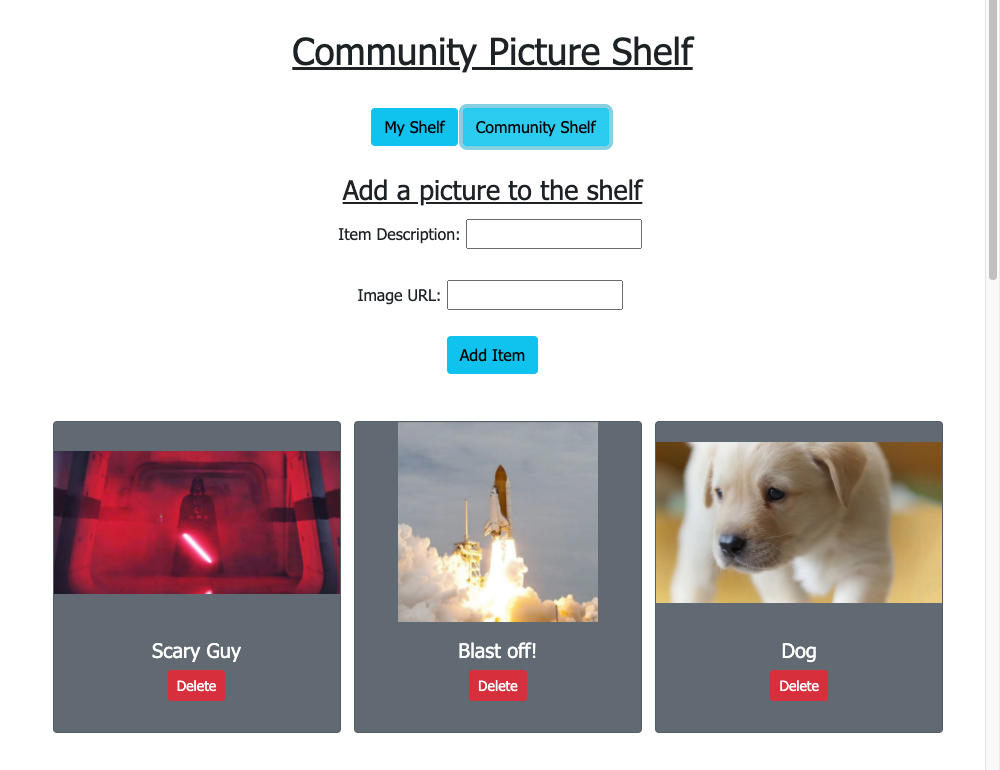 Community Picture Shelf
My Shelf Community Shelf
Add a picture to the shelf
Item Description:
Image URL:
Add Item
Scary Guy Blast off! Dog
Delete Delete Delete